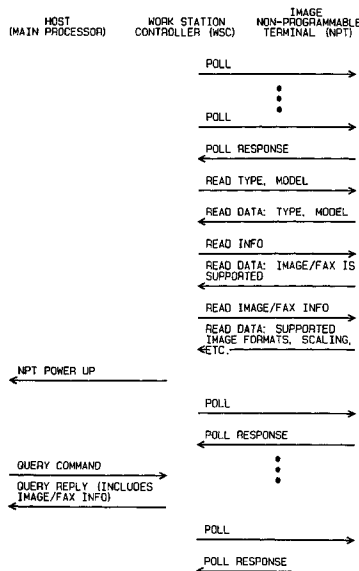 HOST
(MAIN PROCESSOR)
WORK STATION
CONTROLLER (WSC)
IMAGE
NON-PROGRAMMABLE
TERMINAL (NPT)
POLL
POLL
POLL RESPONSE
READ TYPE, MODEL
READ DATA: TYPE, MODEL
READ INFO
READ DATA: IMAGE/FAX IS
SUPPORTED
READ IMAGE/FAX INFO
READ DATA: SUPPORTED
IMAGE FORMATS, SCALING,
ETC.
NPT POWER UP
POLL
POLL RESPONSE
QUERY COMMAND
QUERY REPLY (INCLUDES
IMAGE/FAX INFO)
POLL
POLL RESPONSE